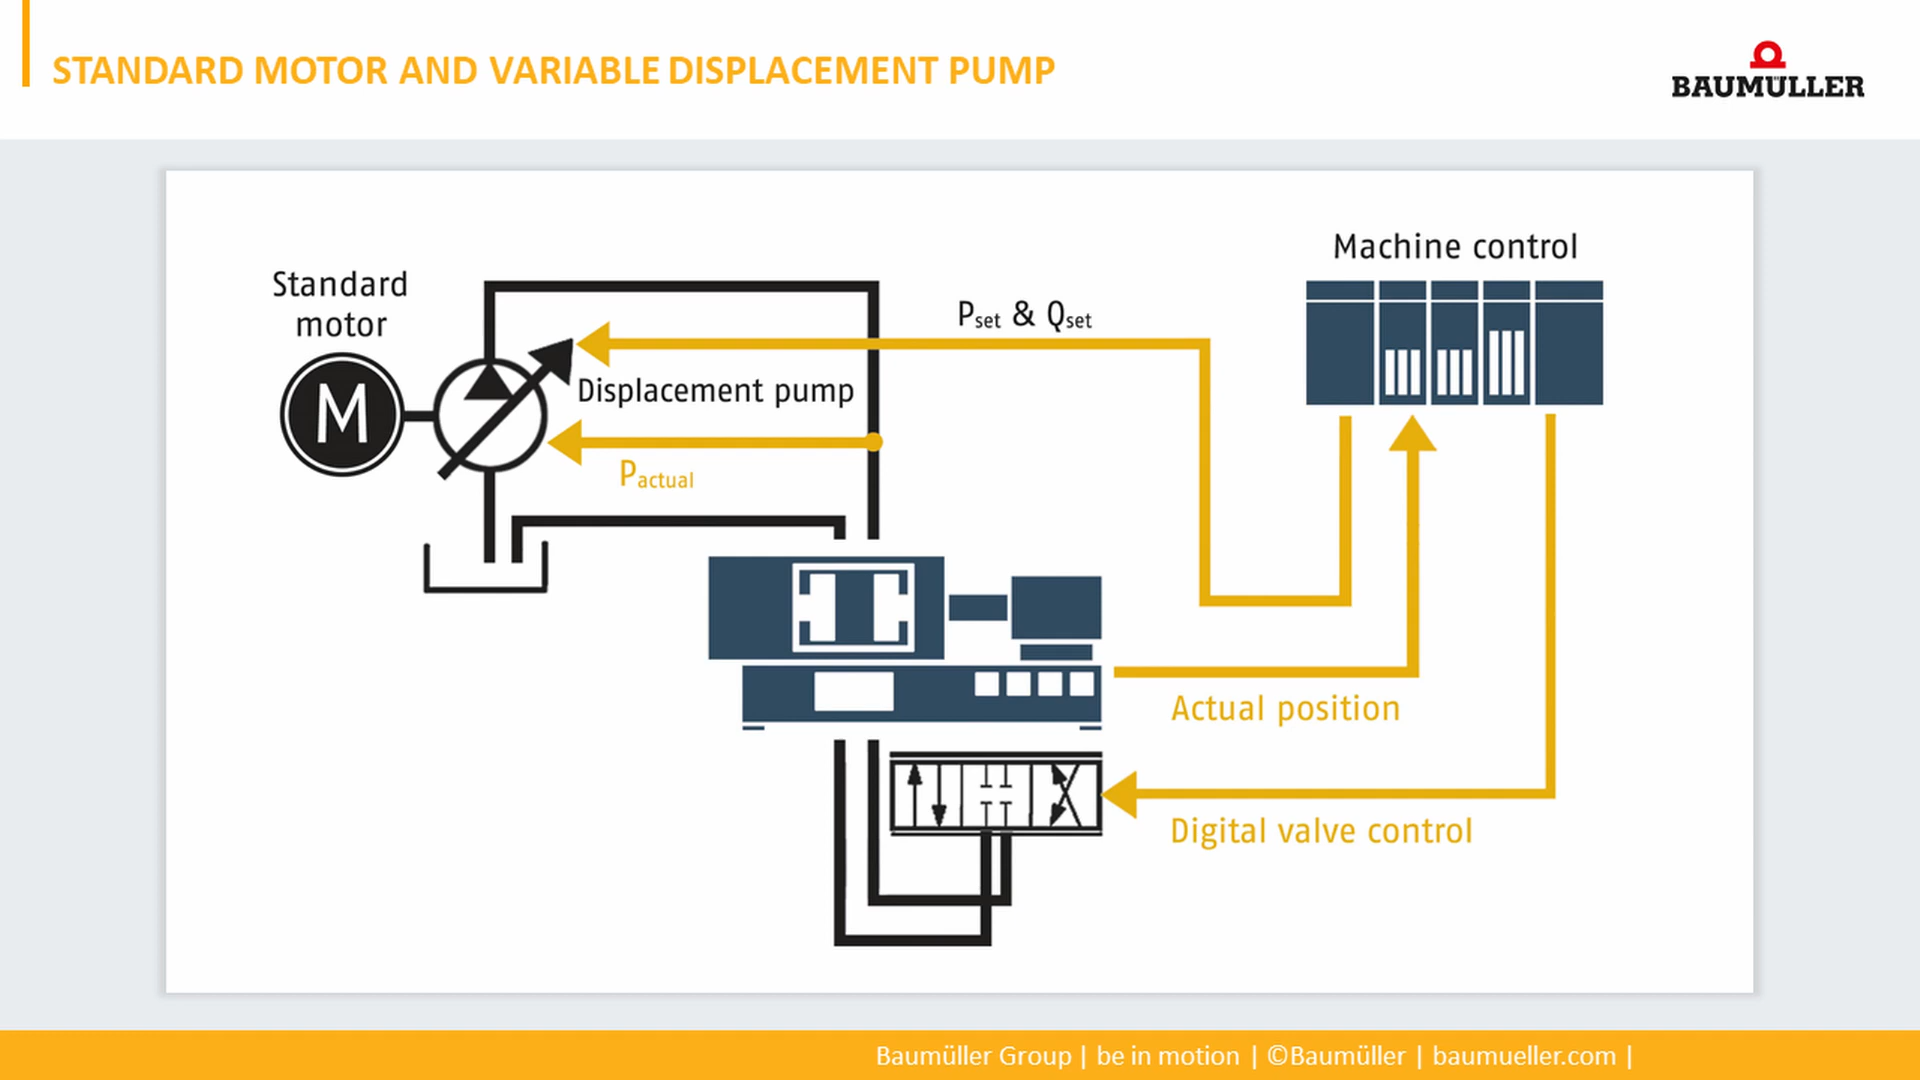 STANDARD MOTOR AND VARIABLE DISPLACEMENT PUMP
BAUMÜLLER
Machine control
Standard
motor
Pset & Qset
M
Displacement pump
Pactual
Actual position
Digital valve control
Baumüller Group | be in motion | ©Baumüller | baumueller.com |